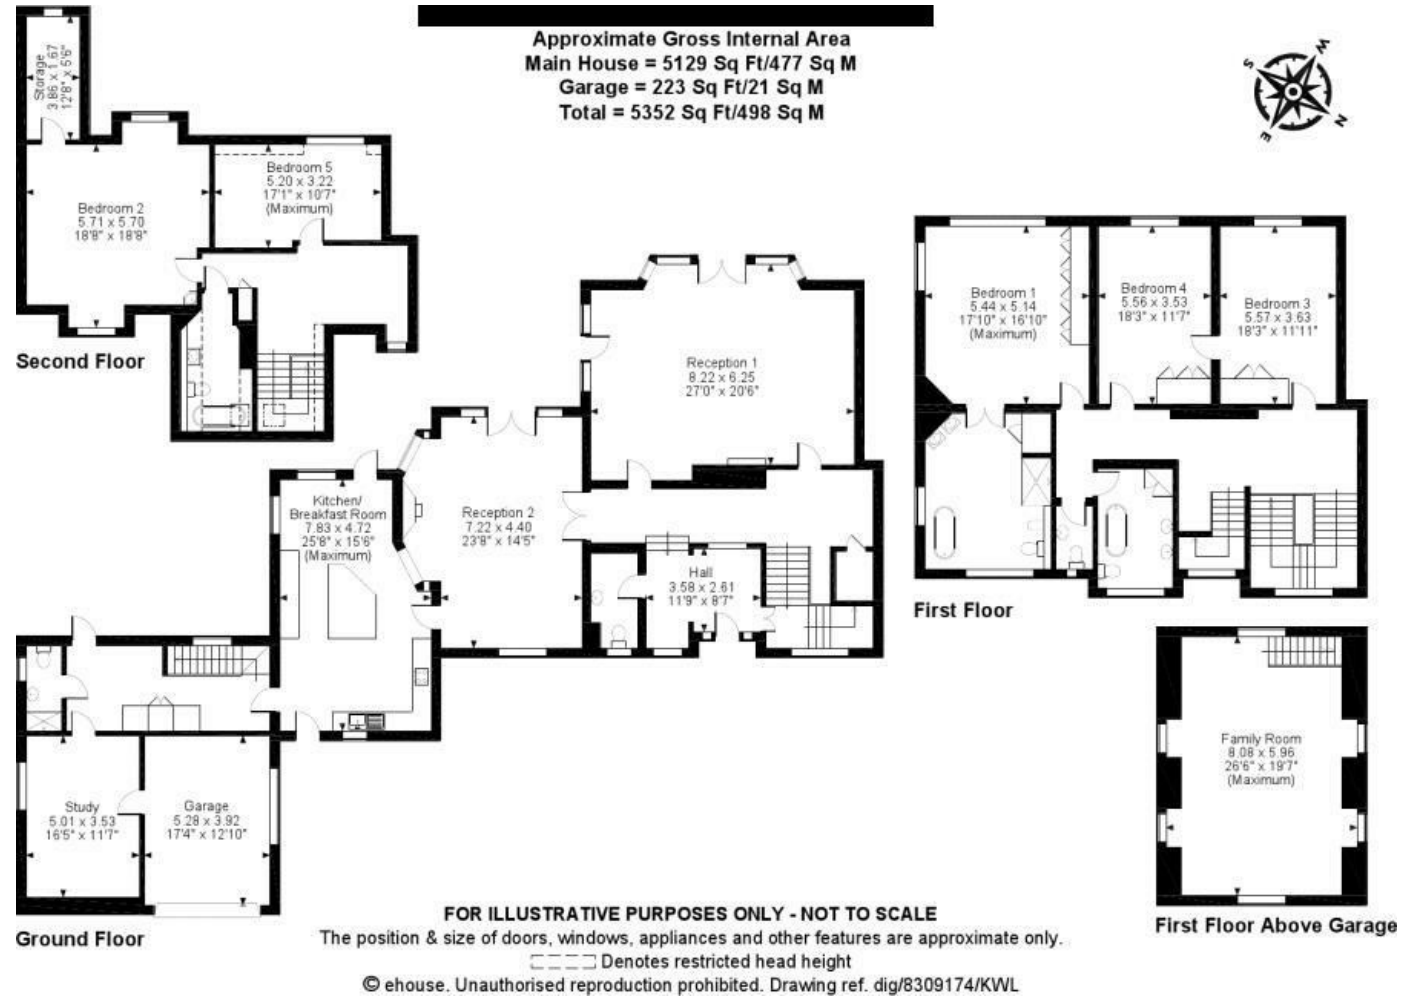 Approximate Gross Internal Area
Main House = 5129 Sq Ft/477 Sq M
Garage = 223 Sq Ft/21 Sq M
Total = 5352 Sq Ft/498 Sq M
S
W
E
N
Storage
3.86 x 1.67
12'8" x 5'6"
Bedroom 2
5.71 x 5.70
18'8" x 18'8"
Bedroom 5
5.20 x 3.22
17'1" x 10'7"
(Maximum)
Second Floor
Reception 1
8.22 x 6.25
27'0" x 20'6"
Kitchen/
Breakfast Room
7.83 x 4.72
25'8" x 15'6"
(Maximum)
Reception 2
7.22 x 4.40
23'8" x 14'5"
Hall
3.58 x 2.61
11'9" x 8'7"
Study
5.01 x 3.53
16'5" x 11'7"
Garage
5.28 x 3.92
17'4" x 12'10"
Ground Floor
Bedroom 1
5.44 x 5.14
17'10" x 16'10"
(Maximum)
Bedroom 4
5.56 x 3.53
18'3" x 11'7"
Bedroom 3
5.57 x 3.63
18'3" x 11'11"
First Floor
Family Room
8.08 x 5.96
26'6" x 19'7"
(Maximum)
First Floor Above Garage
FOR ILLUSTRATIVE PURPOSES ONLY - NOT TO SCALE
The position & size of doors, windows, appliances and other features are approximate only.
Denotes restricted head height
© ehouse. Unauthorised reproduction prohibited. Drawing ref. dig/8309174/KWL